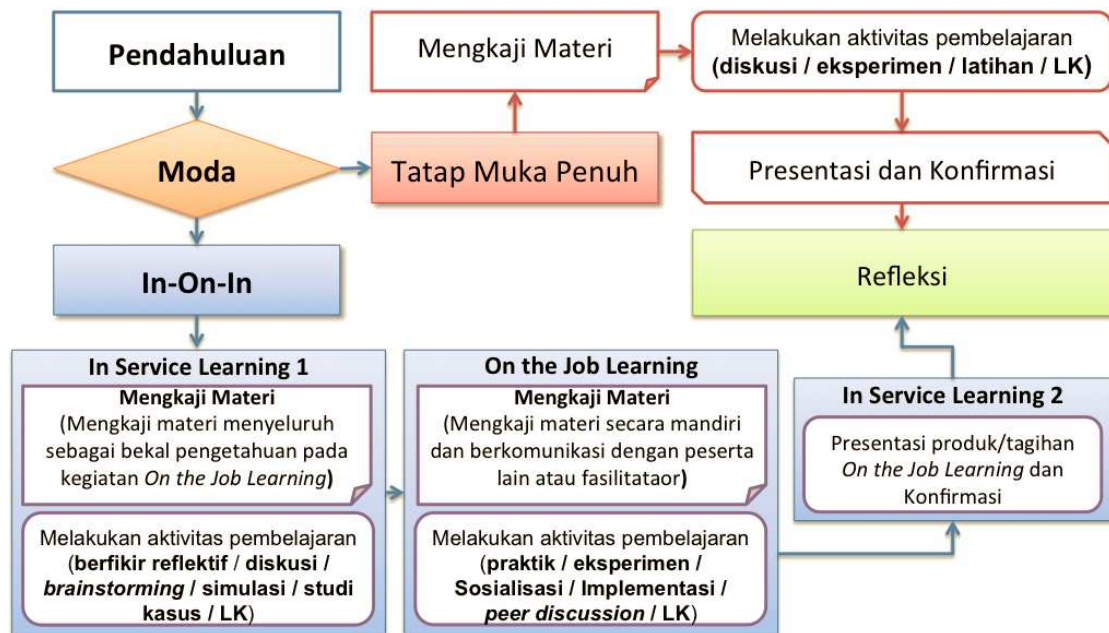 Pendahuluan
Moda
Tatap Muka Penuh
Mengkaji Materi
Melakukan aktivitas pembelajaran
(diskusi / eksperimen / latihan / LK)
Presentasi dan Konfirmasi
Refleksi
In-On-In
In Service Learning 1
Mengkaji Materi
(Mengkaji materi menyeluruh
sebagai bekal pengetahuan pada
kegiatan On the Job Learning)
Melakukan aktivitas pembelajaran
(berfikir reflektif / diskusi /
brainstorming / simulasi / studi
kasus / LK)
On the Job Learning
Mengkaji Materi
(Mengkaji materi secara mandiri
dan berkomunikasi dengan peserta
lain atau fasilitataor)
Melakukan aktivitas pembelajaran
(praktik / eksperimen /
Sosialisasi / Implementasi /
peer discussion / LK)
In Service Learning 2
Presentasi produk/tagihan
On the Job Learning dan
Konfirmasi